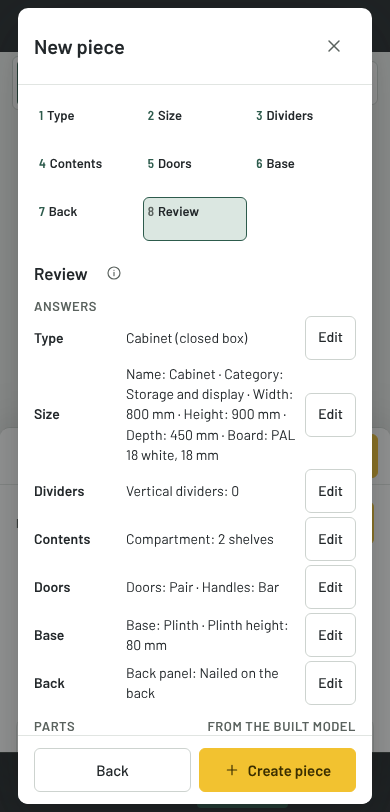 New piece
1 Type
2 Size
3 Dividers
4 Contents
5 Doors
6 Base
7 Back
8 Review
Review
ANSWERS
Type
Cabinet (closed box)
Edit
Size
Name: Cabinet · Category:
Storage and display · Width:
800 mm · Height: 900 mm ·
Depth: 450 mm · Board: PAL
18 white, 18 mm
Edit
Dividers
Vertical dividers: 0
Edit
Contents
Compartment: 2 shelves
Edit
Doors
Doors: Pair · Handles: Bar
Edit
Base
Base: Plinth · Plinth height:
80 mm
Edit
Back
Back panel: Nailed on the
back
Edit
PARTS
FROM THE BUILT MODEL
Back
+ Create piece